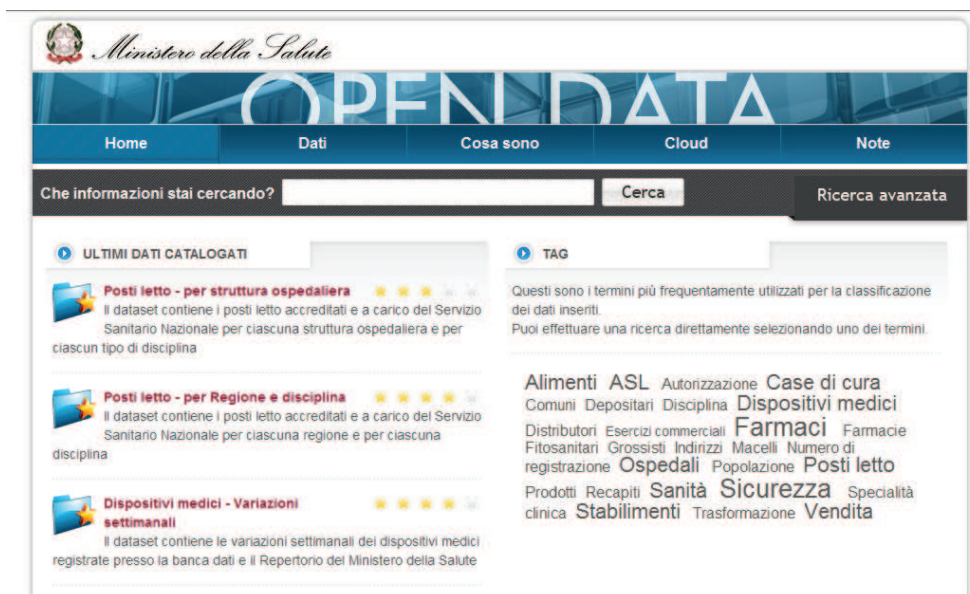 Ministero della Salute
OPEN DATA
Home Dati Cosa sono Cloud Note
Che informazioni stai cercando? Cerca Ricerca avanzata
ULTIMI DATI CATALOGATI
Posti letto - per struttura ospedaliera
Il dataset contiene i posti letto accreditati e a carico del Servizio
Sanitario Nazionale per ciascuna struttura ospedaliera e per
ciascun tipo di disciplina
Posti letto - per Regione e disciplina
Il dataset contiene i posti letto accreditati e a carico del Servizio
Sanitario Nazionale per ciascuna regione e per ciascuna
disciplina
Dispositivi medici - Variazioni
settimanali
Il dataset contiene le variazioni settimanali dei dispositivi medici
registrate presso la banca dati e il Repertorio del Ministero della Salute
TAG
Questi sono i termini più frequentemente utilizzati per la classificazione
dei dati inseriti.
Puoi effettuare una ricerca direttamente selezionando uno dei termini.
Alimenti ASL Autorizzazione Case di cura
Comuni Depositari Disciplina Dispositivi medici
Distributori Esercizi commerciali Farmaci Farmacie
Fitosanitari Grossisti Indirizzi Macelli Numero di
registrazione Ospedali Popolazione Posti letto
Prodotti Recapiti Sanità Sicurezza Specialità
clinica Stabilimenti Trasformazione Vendita